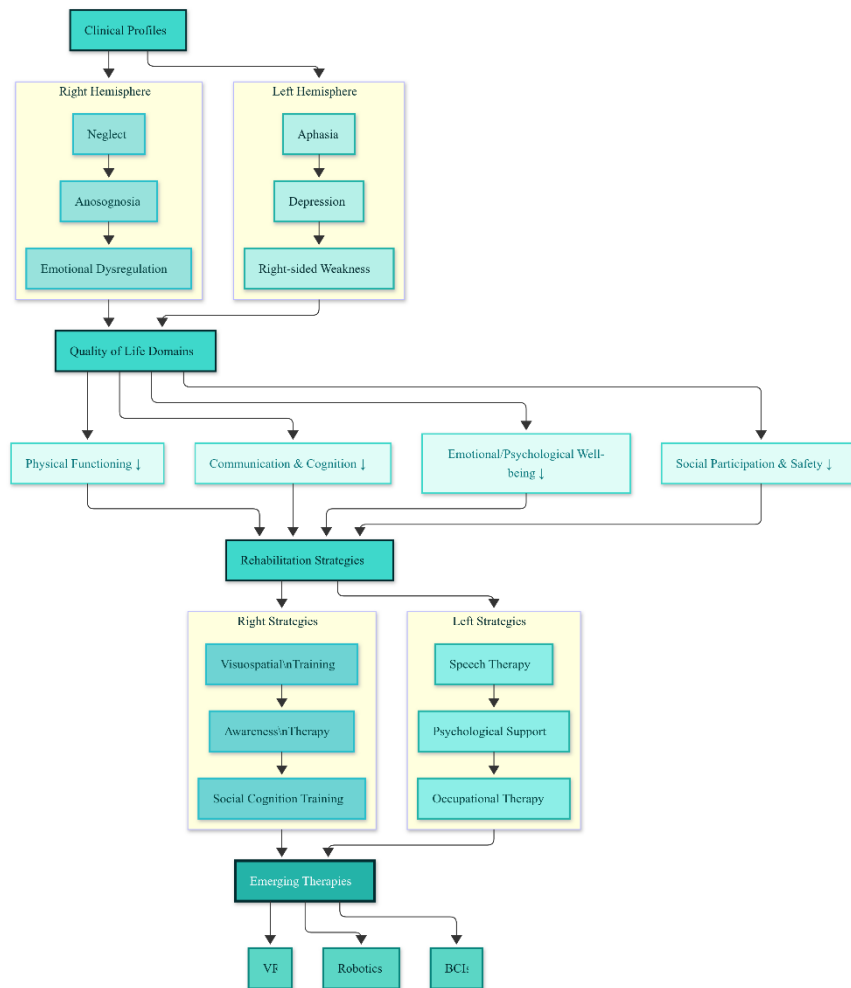 Clinical Profiles
Right Hemisphere
Left Hemisphere
Neglect
Aphasia
Anosognosia
Depression
Emotional Dysregulation
Right-sided Weakness
Quality of Life Domains
Physical Functioning ↓
Communication & Cognition ↓
Emotional/Psychological Well-
being ↓
Social Participation & Safety ↓
Rehabilitation Strategies
Right Strategies
Left Strategies
Visuospatial\nTraining
Speech Therapy
Awareness\nTherapy
Psychological Support
Social Cognition Training
Occupational Therapy
Emerging Therapies
Robotics
BCIs